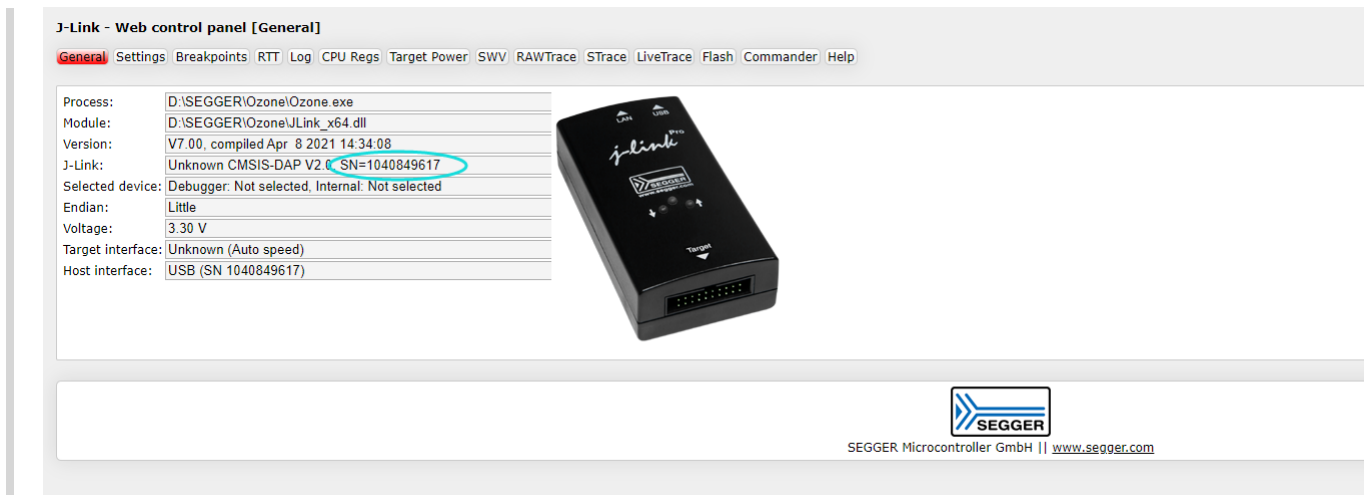 J-Link - Web control panel [General]
General Settings Breakpoints RTT Log CPU Regs Target Power SWV RAWTrace STrace LiveTrace Flash Commander Help
Process: D:\SEGGER\Ozone\Ozone.exe
Module: D:\SEGGER\Ozone\JLink_x64.dll
Version: V7.00, compiled Apr 8 2021 14:34:08
J-Link: Unknown CMSIS-DAP V2.0 SN=1040849617
Selected device: Debugger: Not selected, Internal: Not selected
Endian: Little
Voltage: 3.30 V
Target interface: Unknown (Auto speed)
Host interface: USB (SN 1040849617)
LAN USB
j-link Pro
SEGGER
www.segger.com
Target
SEGGER
SEGGER Microcontroller GmbH || www.segger.com